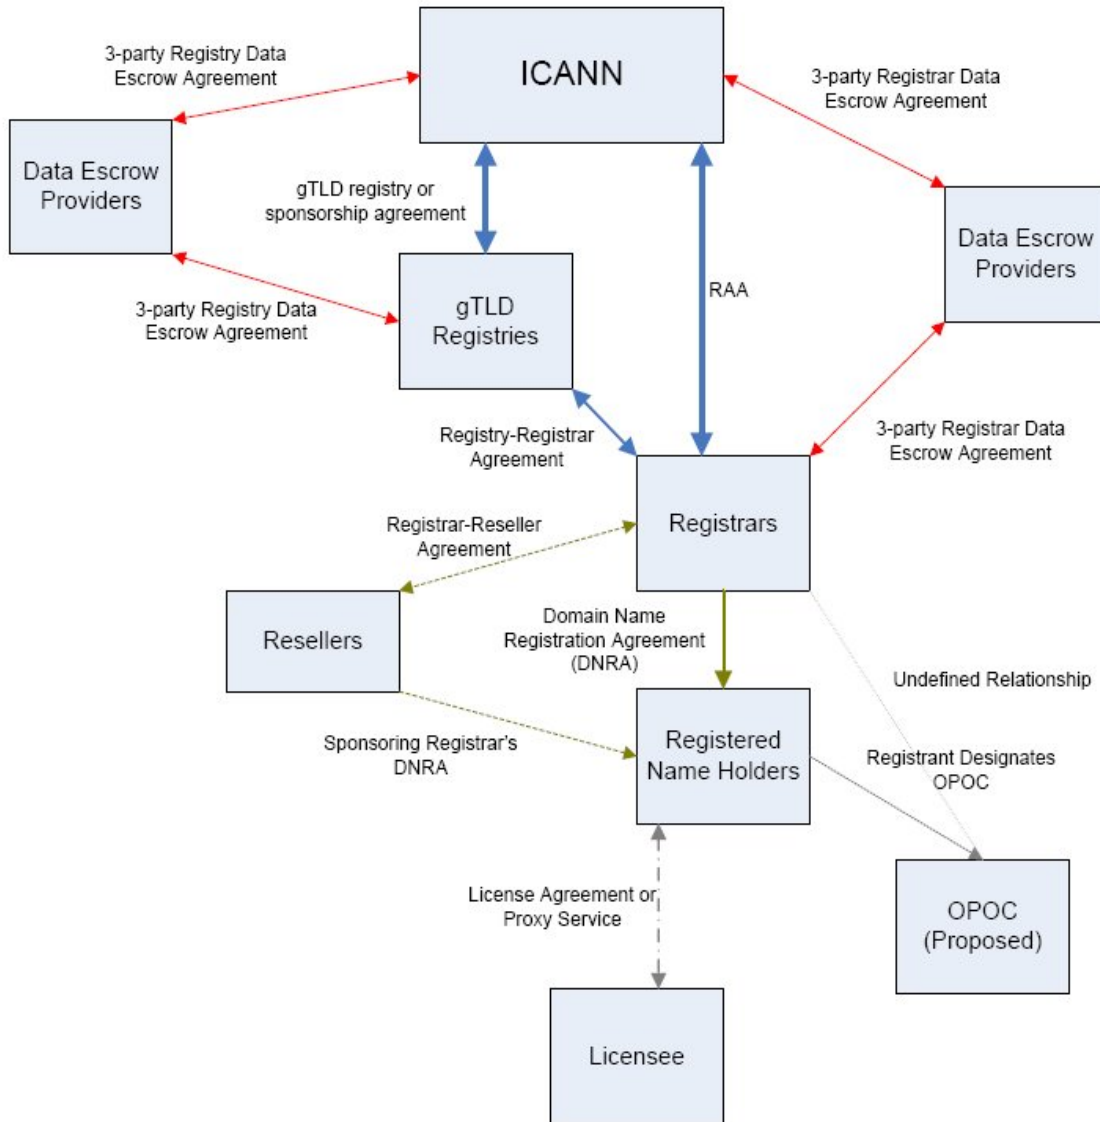 ICANN
3-party Registry Data
Escrow Agreement
3-party Registrar Data
Escrow Agreement
Data Escrow
Providers
gTLD registry or
sponsorship agreement
Data Escrow
Providers
RAA
3-party Registry Data
Escrow Agreement
gTLD
Registries
Registry-Registrar
Agreement
3-party Registrar Data
Escrow Agreement
Registrars
Registrar-Reseller
Agreement
Resellers
Domain Name
Registration Agreement
(DNRA)
Undefined Relationship
Sponsoring Registrar's
DNRA
Registered
Name Holders
Registrant Designates
OPOC
License Agreement or
Proxy Service
OPOC
(Proposed)
Licensee